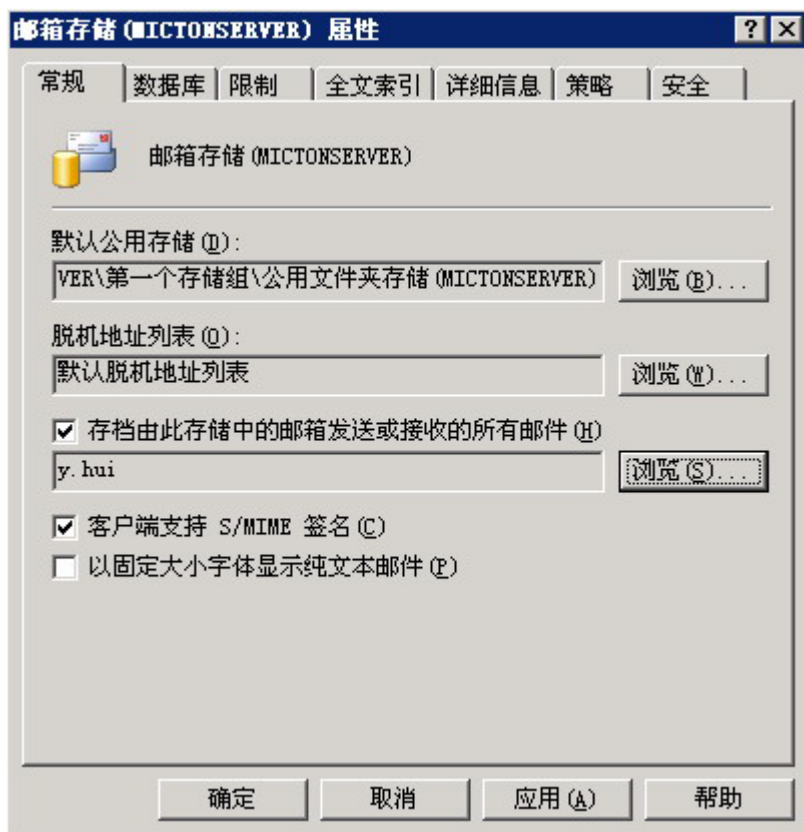 邮箱存储(MICTONSERVER) 属性
常规 数据库 限制 全文索引 详细信息 策略 安全
邮箱存储(MICTONSERVER)
默认公用存储(D):
VER\第一个存储组\公用文件夹存储(MICTONSERVER) 浏览(B)...
脱机地址列表(O):
默认脱机地址列表 浏览(W)...
存档由此存储中的邮箱发送或接收的所有邮件(H)
y.hui 浏览(S)...
客户端支持 S/MIME 签名(C)
以固定大小字体显示纯文本邮件(P)
确定 取消 应用(A) 帮助